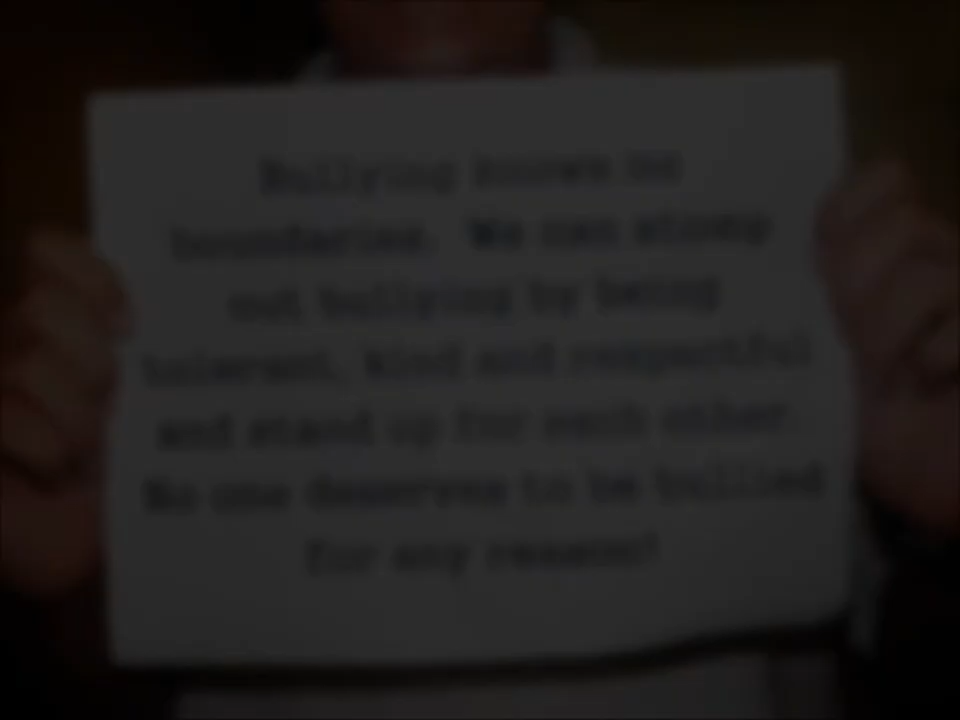 Bullying knows no
boundaries. We can stomp
out bullying by being
tolerant, kind and respectful
and stand up for each other.
No one deserves to be bullied
for any reason!